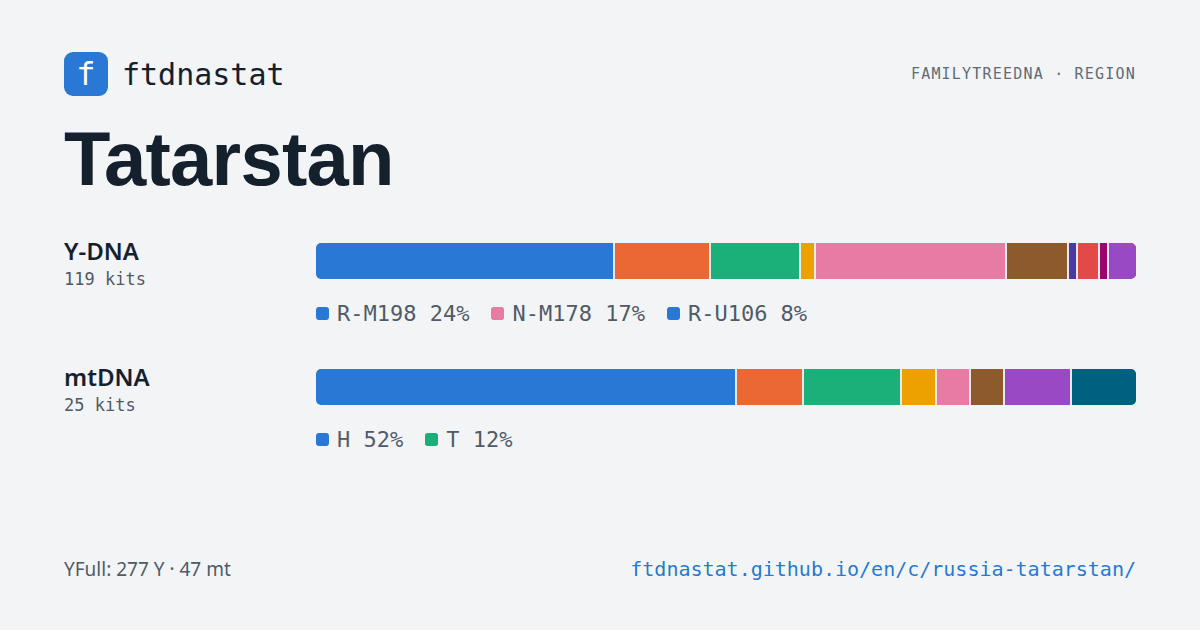 f ftdnastat
FAMILYTREEDNA · REGION
Tatarstan
Y-DNA
119 kits
R-M198 24% N-M178 17% R-U106 8%
mtDNA
25 kits
H 52% T 12%
YFull: 277 Y · 47 mt
ftdnastat.github.io/en/c/russia-tatarstan/